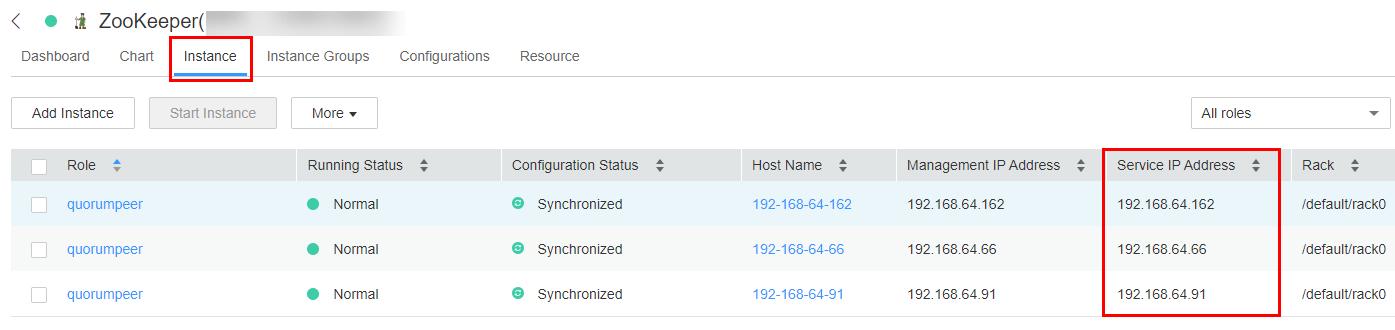 ZooKeeper(
Dashboard Chart Instance Instance Groups Configurations Resource
Add Instance Start Instance More All roles
Role Running Status Configuration Status Host Name Management IP Address Service IP Address Rack
quorumpeer Normal Synchronized 192-168-64-162 192.168.64.162 192.168.64.162 /default/rack0
quorumpeer Normal Synchronized 192-168-64-66 192.168.64.66 192.168.64.66 /default/rack0
quorumpeer Normal Synchronized 192-168-64-91 192.168.64.91 192.168.64.91 /default/rack0